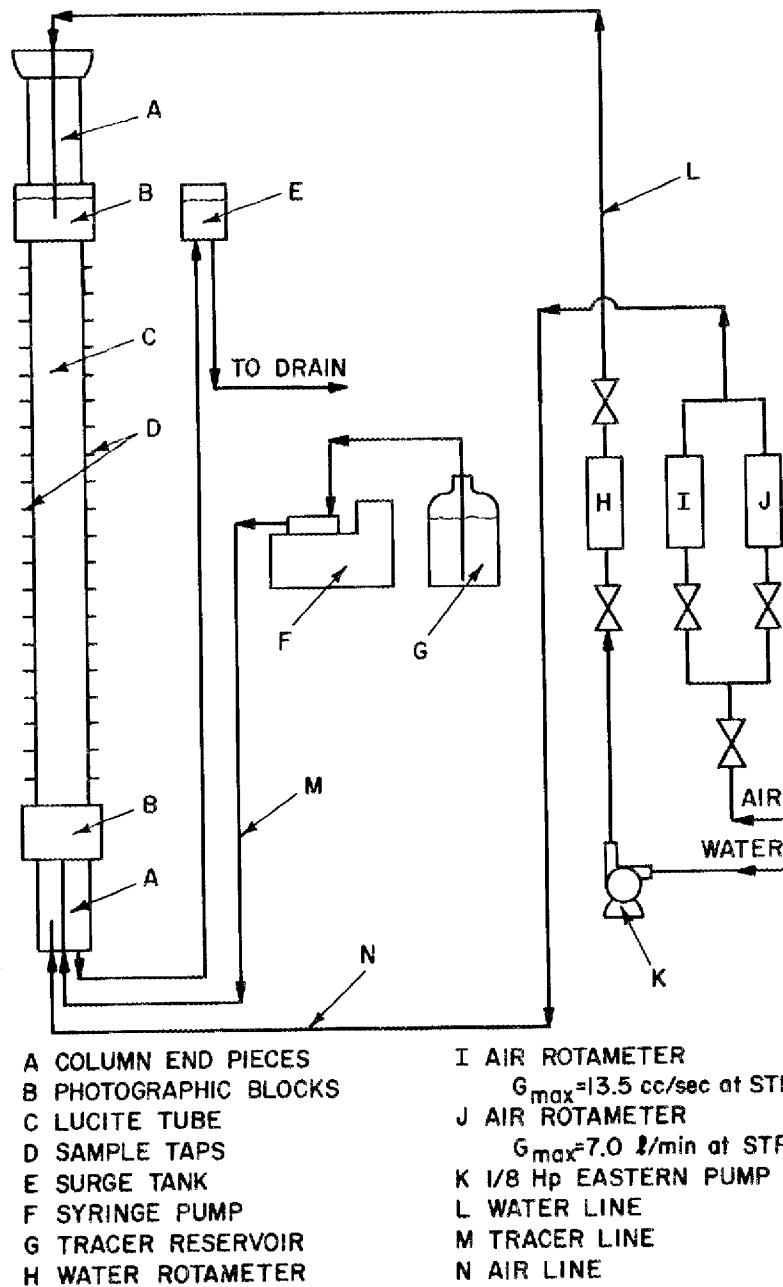 A
B
E
L
C
TO DRAIN
D
H
I
J
F
G
M
B
AIR
WATER
A
N
K
A COLUMN END PIECES
B PHOTOGRAPHIC BLOCKS
C LUCITE TUBE
D SAMPLE TAPS
E SURGE TANK
F SYRINGE PUMP
G TRACER RESERVOIR
H WATER ROTAMETER
I AIR ROTAMETER
Gmax=13.5 cc/sec at ST
J AIR ROTAMETER
Gmax=7.0 l/min at STP
K 1/8 Hp EASTERN PUMP
L WATER LINE
M TRACER LINE
N AIR LINE